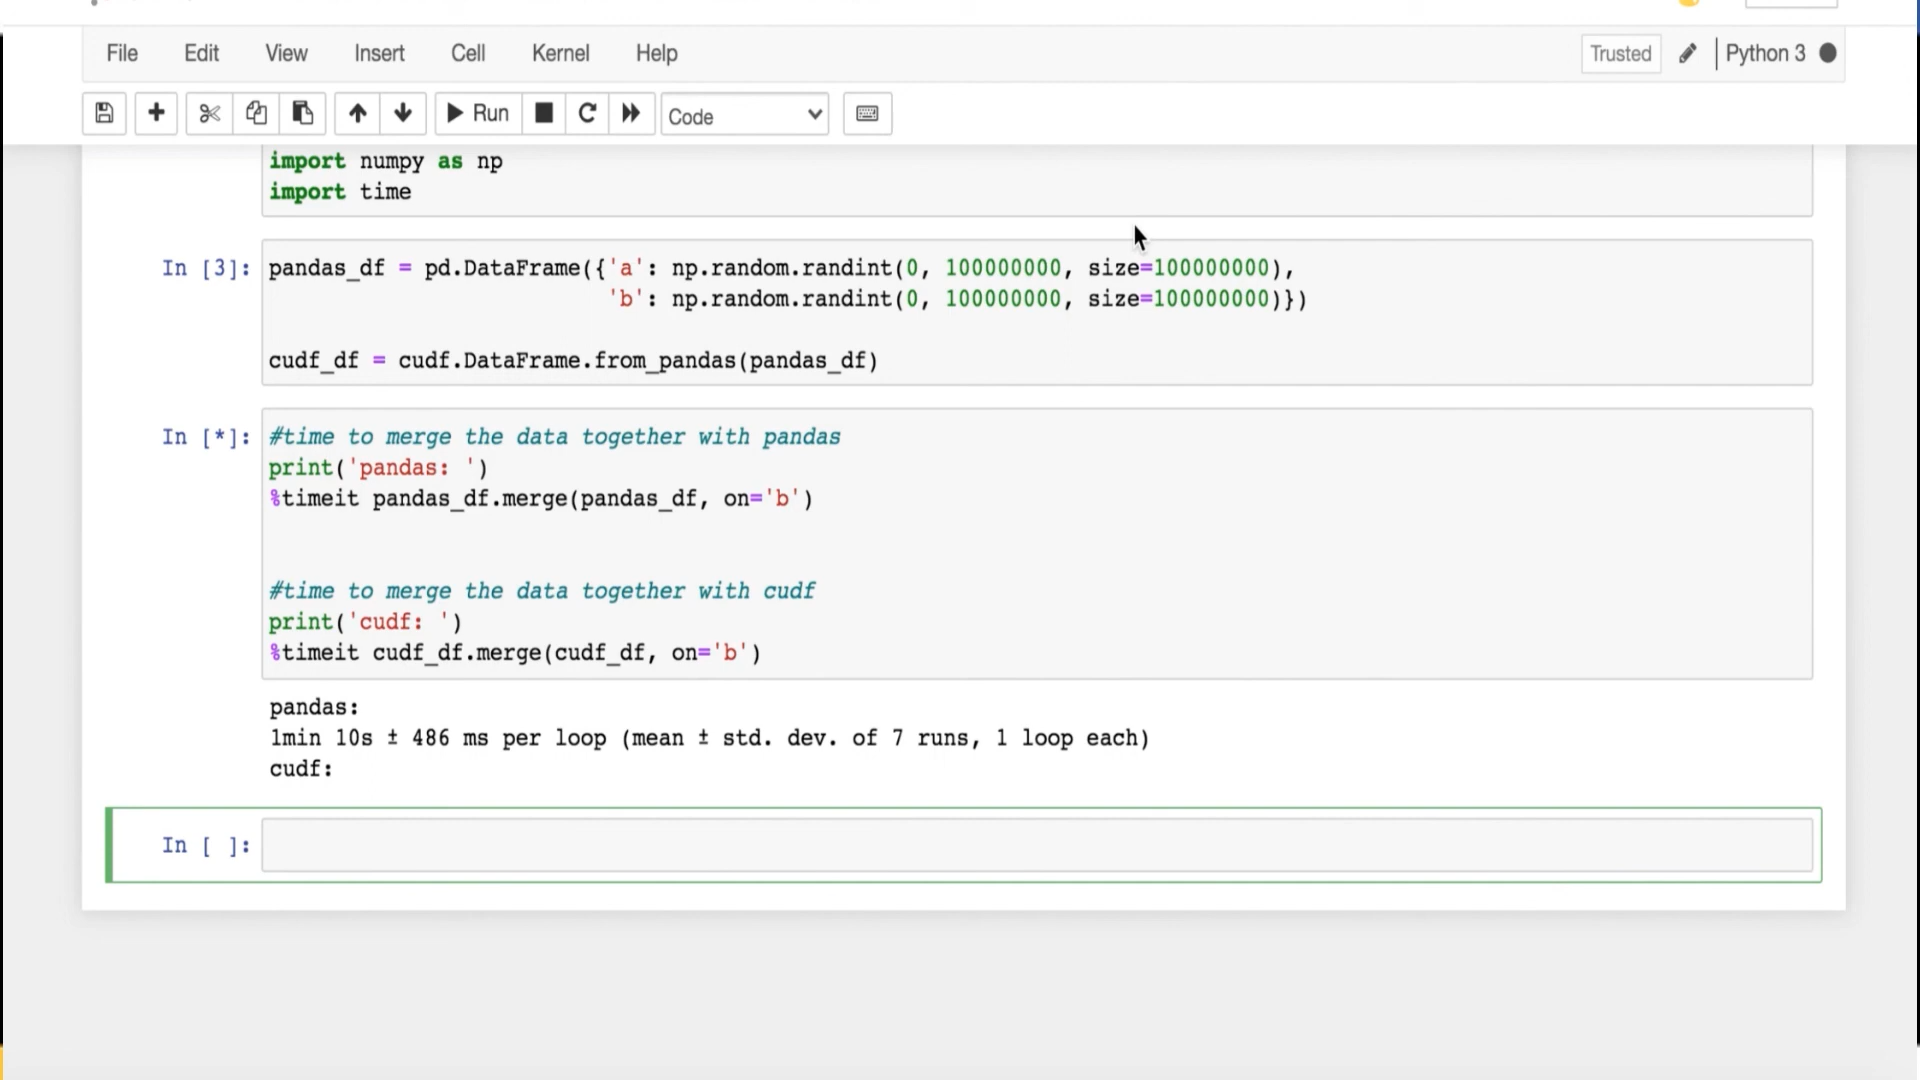 File Edit View Insert Cell Kernel Help Trusted Python 3
Run Code
import numpy as np
import time
In [3]: pandas_df = pd.DataFrame({'a': np.random.randint(0, 100000000, size=100000000),
'b': np.random.randint(0, 100000000, size=100000000)})
cudf_df = cudf.DataFrame.from_pandas(pandas_df)
In [*]: #time to merge the data together with pandas
print('pandas: ')
%timeit pandas_df.merge(pandas_df, on='b')
#time to merge the data together with cudf
print('cudf: ')
%timeit cudf_df.merge(cudf_df, on='b')
pandas:
1min 10s ± 486 ms per loop (mean ± std. dev. of 7 runs, 1 loop each)
cudf:
In [ ]: